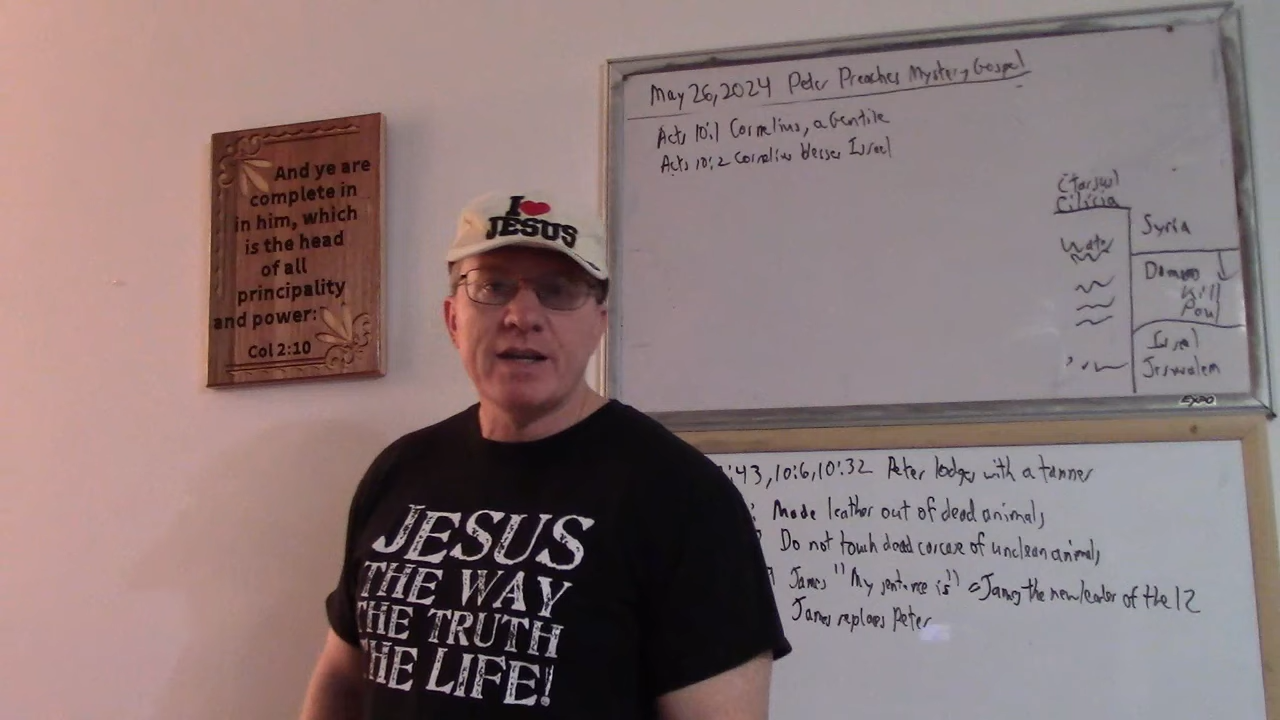 And ye are
complete in
in him, which
is the head
of all
principality
and power:
Col 2:10
I
JESUS
JESUS
THE WAY
THE TRUTH
THE LIFE!
May 26, 2024 Peter Preaches Mystery Gospel
Acts 10:1 Cornelius, a Gentile
Acts 10:2 Cornelius blesses Israel
(Tarsus)
Cilicia
Water
Syria
Kill
Paul
Israel
Jerusalem
EXPO
:43, 10:6, 10:32 Peter lodges with a tanner
Made leather out of dead animals
Do not touch dead carcase of unclean animals
James "My sentence is" = James the new leader of the 12
James replaces Peter